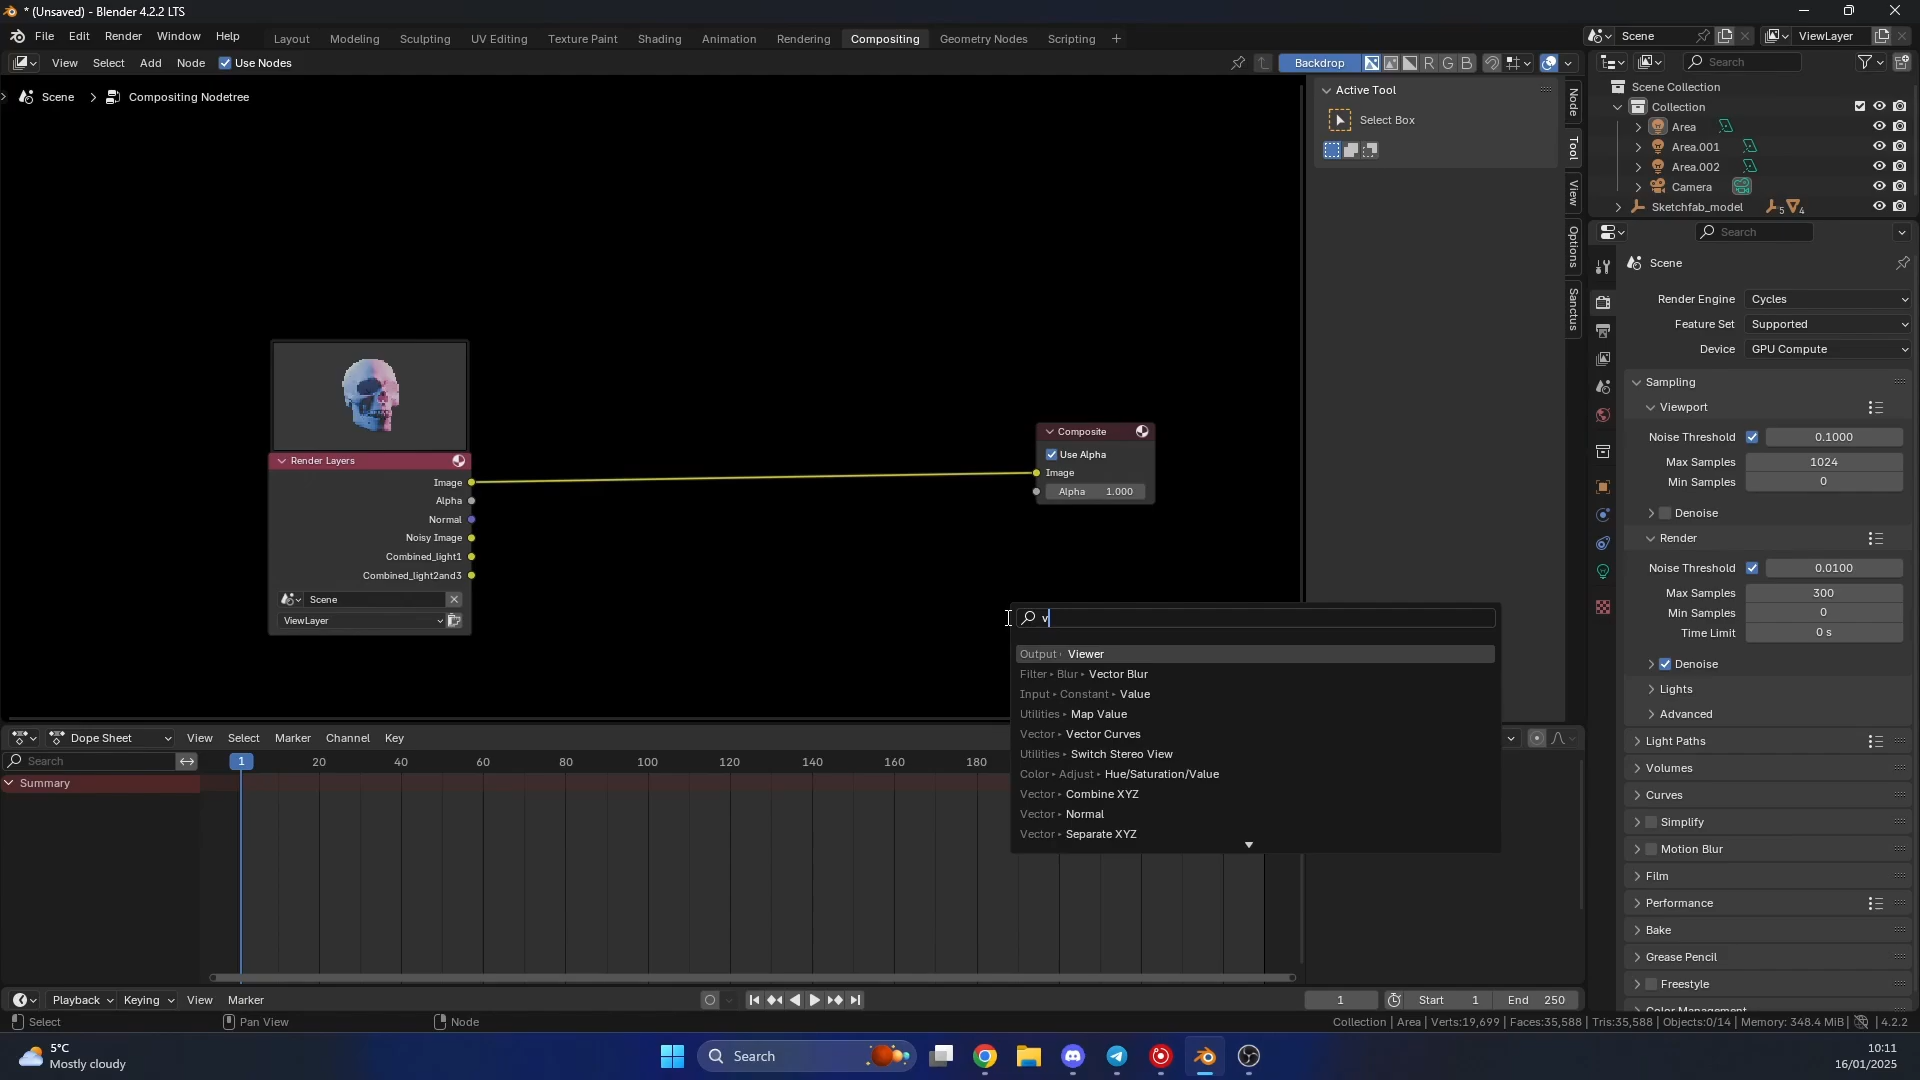 * (Unsaved) - Blender 4.2.2 LTS
File Edit Render Window Help Layout Modeling Sculpting UV Editing Texture Paint Shading Animation Rendering Compositing Geometry Nodes Scripting + Scene ViewLayer
View Select Add Node Use Nodes Backdrop R G B
Scene > Compositing Nodetree
Active Tool
Select Box
Node
Tool
View
Options
Sanctus
Render Layers
Image
Alpha
Normal
Noisy Image
Combined_light1
Combined_light2and3
Scene
ViewLayer
Composite
Use Alpha
Image
Alpha 1.000
v
Output Viewer
Filter Blur Vector Blur
Input Constant Value
Utilities Map Value
Vector Vector Curves
Utilities Switch Stereo View
Color Adjust Hue/Saturation/Value
Vector Combine XYZ
Vector Normal
Vector Separate XYZ
Search
Scene Collection
Collection
Area
Area.001
Area.002
Camera
Sketchfab_model 5 4
Search
Scene
Render Engine Cycles
Feature Set Supported
Device GPU Compute
Sampling
Viewport
Noise Threshold 0.1000
Max Samples 1024
Min Samples 0
Denoise
Render
Noise Threshold 0.0100
Max Samples 300
Min Samples 0
Time Limit 0 s
Denoise
Lights
Advanced
Light Paths
Volumes
Curves
Simplify
Motion Blur
Film
Performance
Bake
Grease Pencil
Freestyle
Color Management
Dope Sheet View Select Marker Channel Key
Search 1 20 40 60 80 100 120 140 160 180
Summary
Playback Keying View Marker 1 Start 1 End 250
Select Pan View Node Collection | Area | Verts:19,699 | Faces:35,588 | Tris:35,588 | Objects:0/14 | Memory: 348.4 MiB | 4.2.2
5°C
Mostly cloudy
Search
10:11
16/01/2025